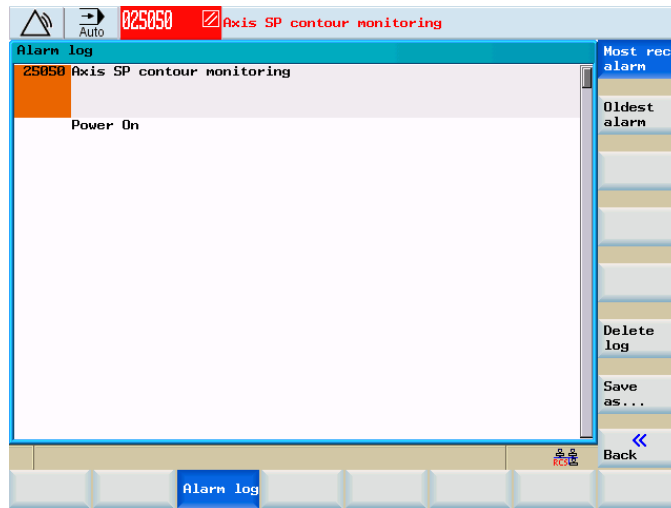 Auto
025050
Axis SP contour monitoring
Alarm log
25050 Axis SP contour monitoring
Power On
Most rec
alarm
Oldest
alarm
Delete
log
Save
as...
Back
RCS
Alarm log